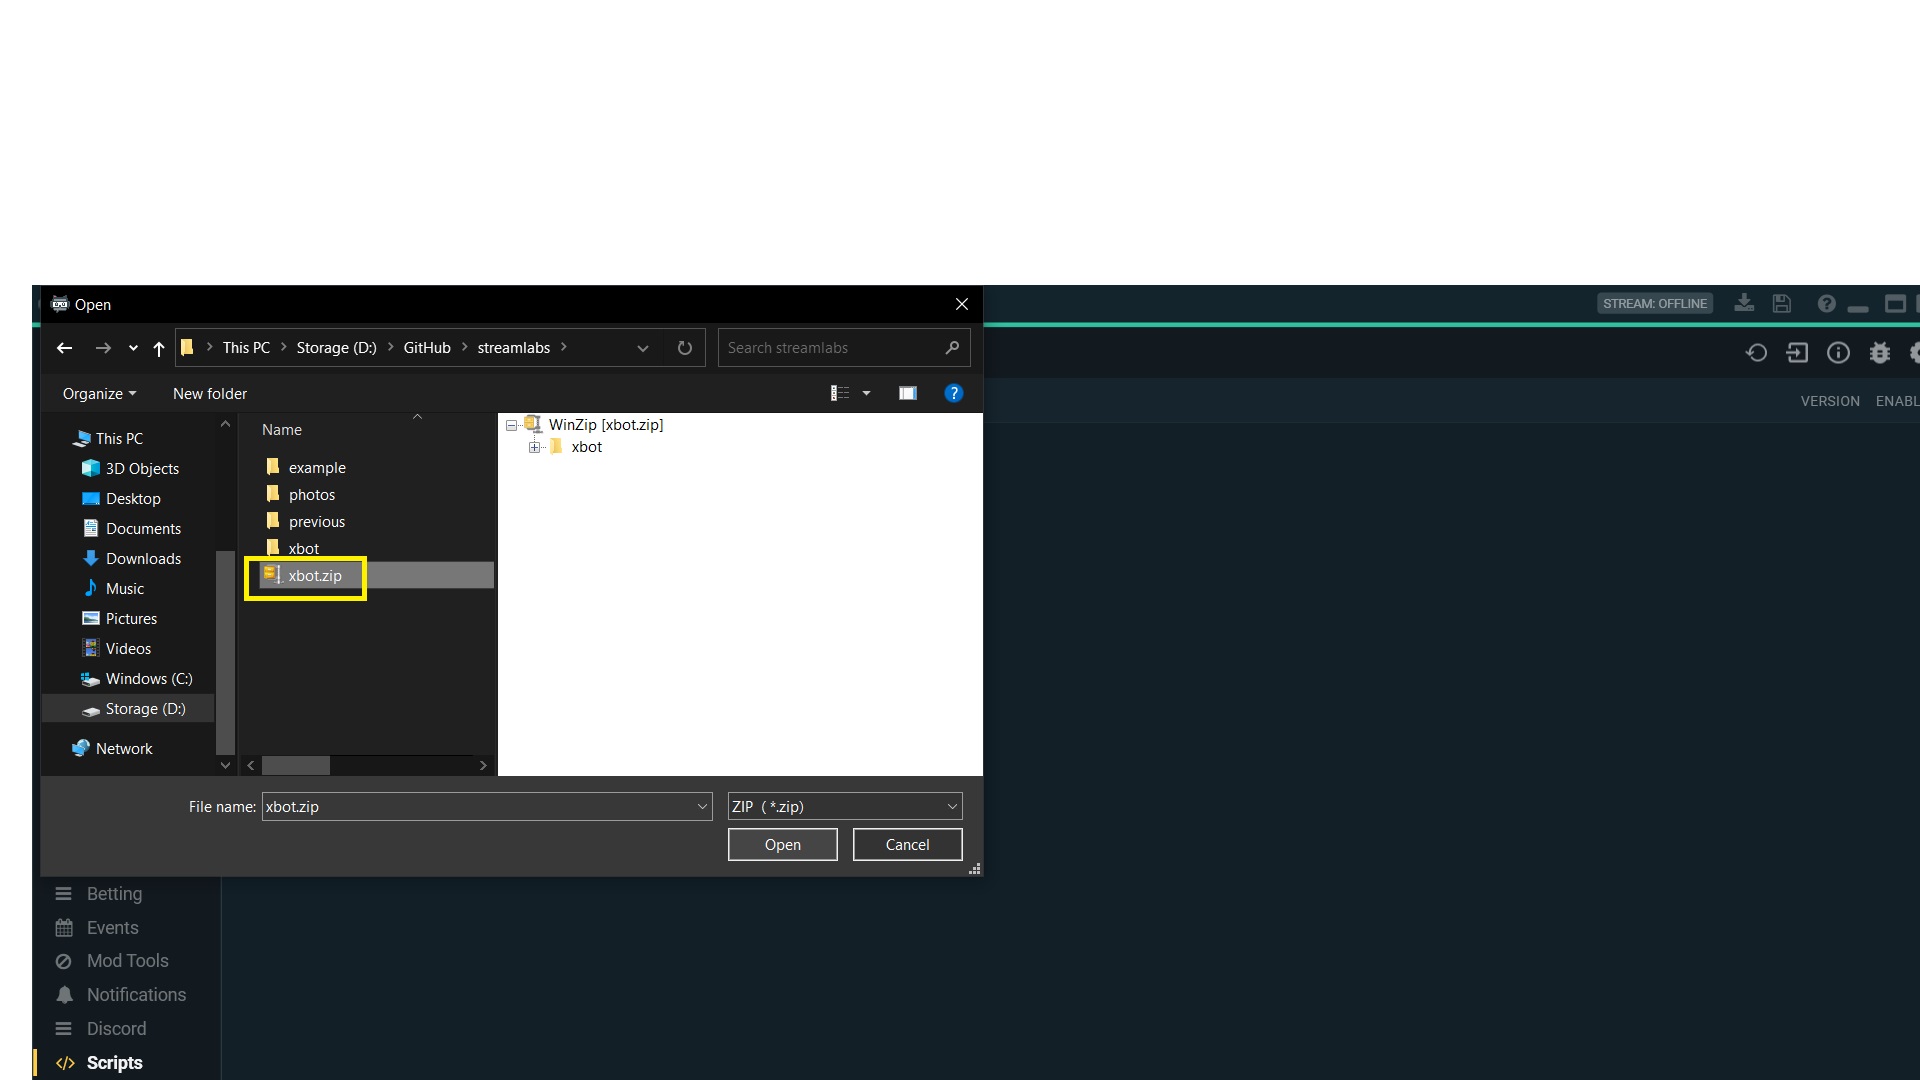 Open
STREAM: OFFLINE
This PC > Storage (D:) > GitHub > streamlabs >
Search streamlabs
Organize
New folder
VERSION
Name
WinZip [xbot.zip]
xbot
This PC
3D Objects
Desktop
Documents
Downloads
Music
Pictures
Videos
Windows (C:)
Storage (D:)
Network
example
photos
previous
xbot
xbot.zip
File name: xbot.zip
ZIP ( *.zip)
Open
Cancel
Betting
Events
Mod Tools
Notifications
Discord
Scripts